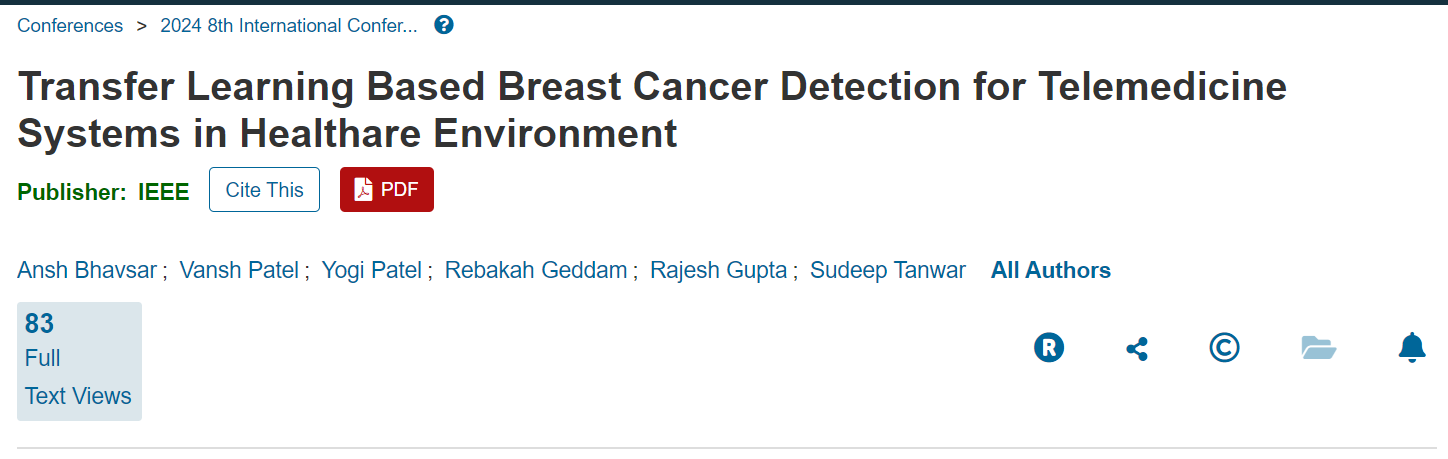 Conferences > 2024 8th International Confer... ?
Transfer Learning Based Breast Cancer Detection for Telemedicine
Systems in Healthare Environment
Publisher: IEEE Cite This PDF
Ansh Bhavsar ; Vansh Patel ; Yogi Patel ; Rebakah Geddam ; Rajesh Gupta ; Sudeep Tanwar All Authors
83
Full
Text Views
R ©